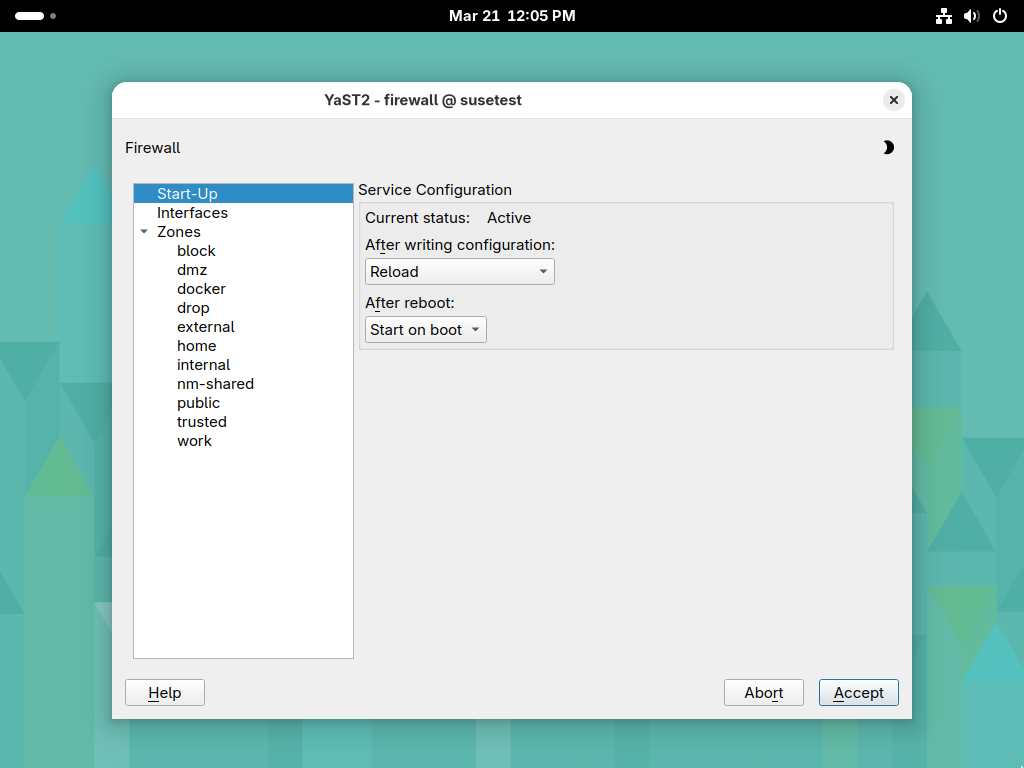 Mar 21 12:05 PM
YaST2 - firewall @ susetest
Firewall
Start-Up
Interfaces
Zones
block
dmz
docker
drop
external
home
internal
nm-shared
public
trusted
work
Service Configuration
Current status: Active
After writing configuration:
Reload
After reboot:
Start on boot
Help
Abort
Accept